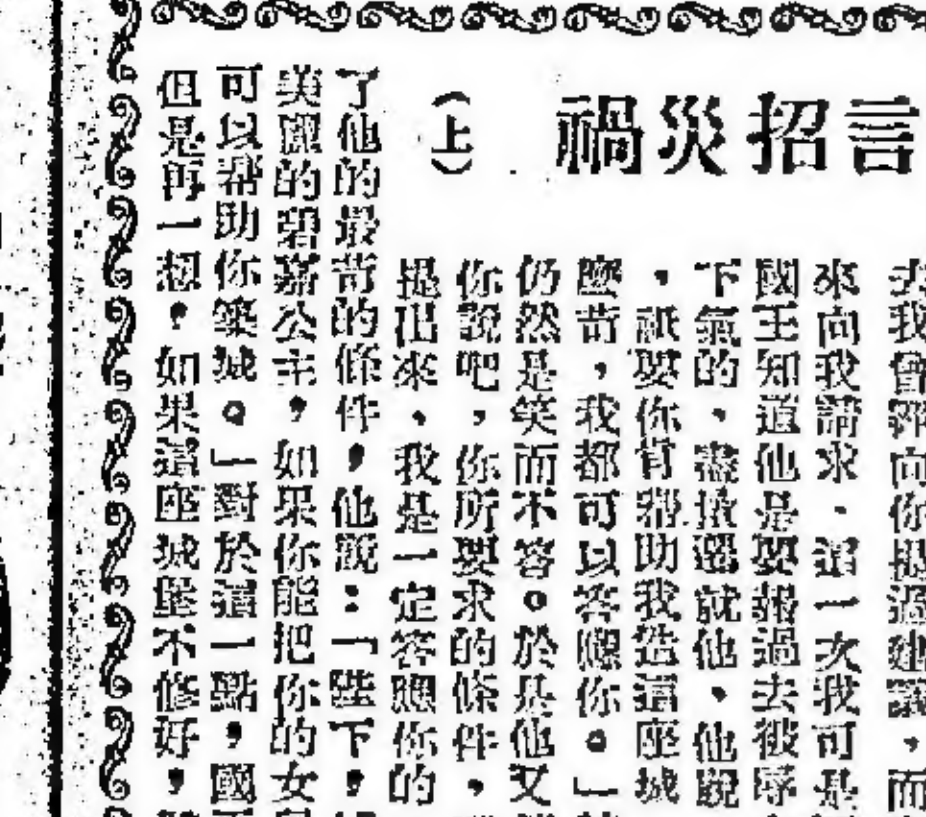 言招災禍
（上）
去我曾經向你提過建議，而
來向我請求，這一次我可是
國王知道他是要報過去被辱
下氣的、盡量遷就他，他說
，祇要你肯幫助我造這座城
麼苛，我都可以答應你。」
仍然是笑而不答。於是他又
你說吧，你所要求的條件，
提出來，我是一定答應你的
了他的最苛的條件，他說：「陛下，
美麗的碧嘉公主，如果你能把你的女
可以幫助你築城。」對於這一點，國
但是再一想，如果這座城堡不修好，